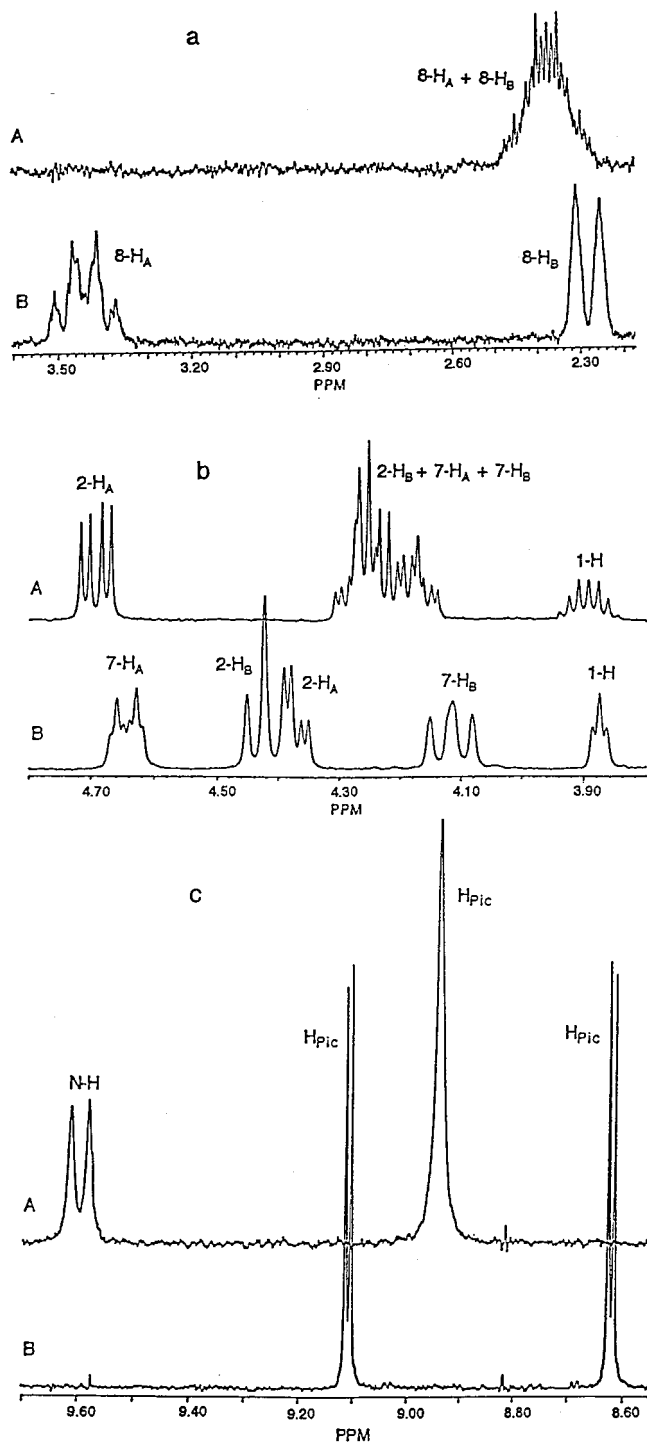 a
8-HA + 8-HB
A
8-HA
8-HB
B
3.50 3.20 2.90 2.60 2.30
PPM
b
2-HA
2-HB + 7-HA + 7-HB
1-H
A
7-HA
2-HB
2-HA
7-HB
1-H
B
4.70 4.50 4.30 4.10 3.90
PPM
c
HPic
HPic
HPic
N-H
A
B
9.60 9.40 9.20 9.00 8.80 8.60
PPM